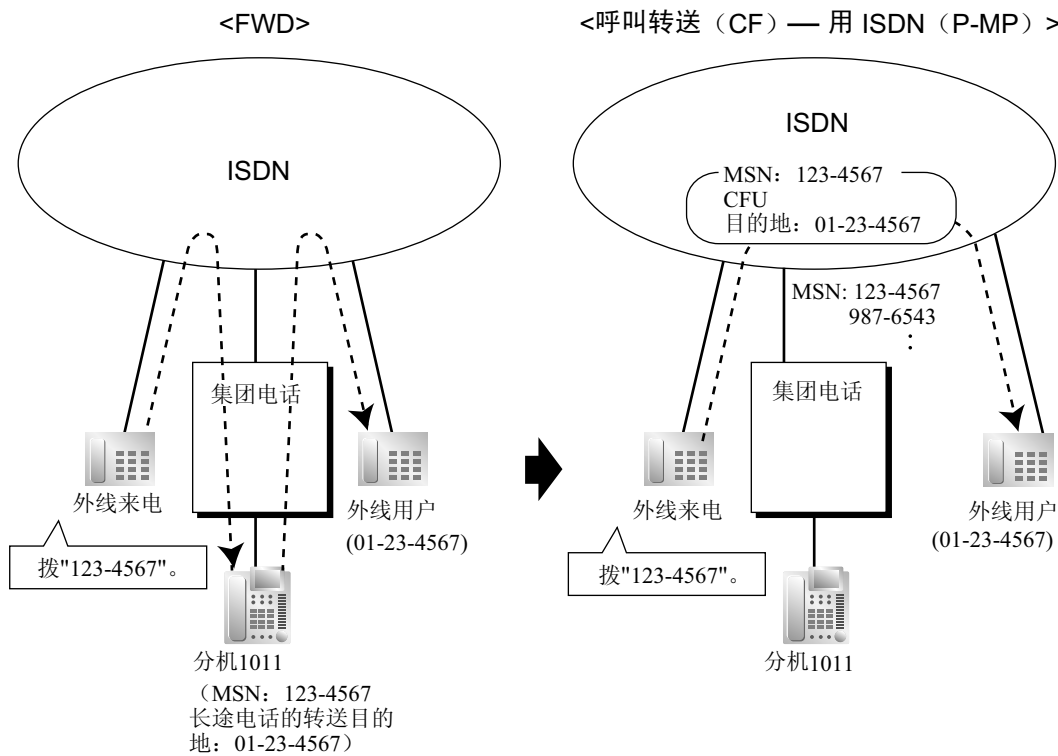 <FWD>
ISDN
集团电话
外线来电
拨"123-4567"。
外线用户
(01-23-4567)
分机1011
（MSN：123-4567
长途电话的转送目的
地：01-23-4567）
<呼叫转送（CF）— 用 ISDN（P-MP）>
ISDN
MSN：123-4567
CFU
目的地：01-23-4567
MSN: 123-4567
987-6543
:
集团电话
外线来电
拨"123-4567"。
外线用户
(01-23-4567)
分机1011